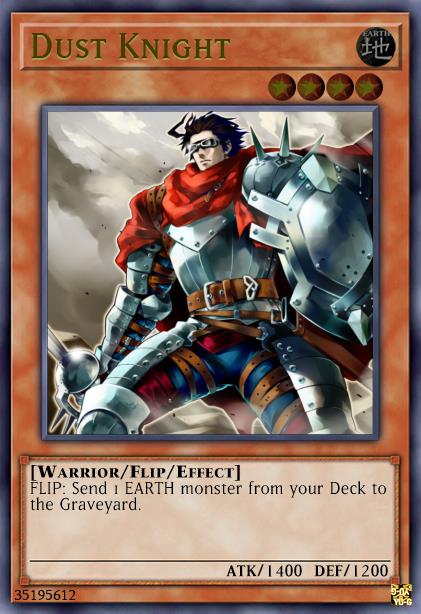 Dust Knight
EARTH
地
[Warrior/Flip/Effect]
FLIP: Send 1 EARTH monster from your Deck to
the Graveyard.
ATK/1400 DEF/1200
35195612